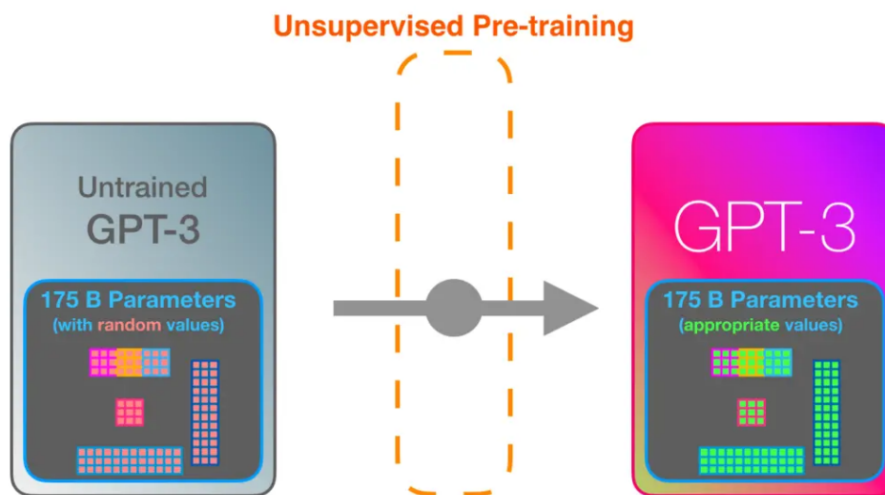 Unsupervised Pre-training
Untrained
GPT-3
175 B Parameters
(with random values)
GPT-3
175 B Parameters
(appropriate values)